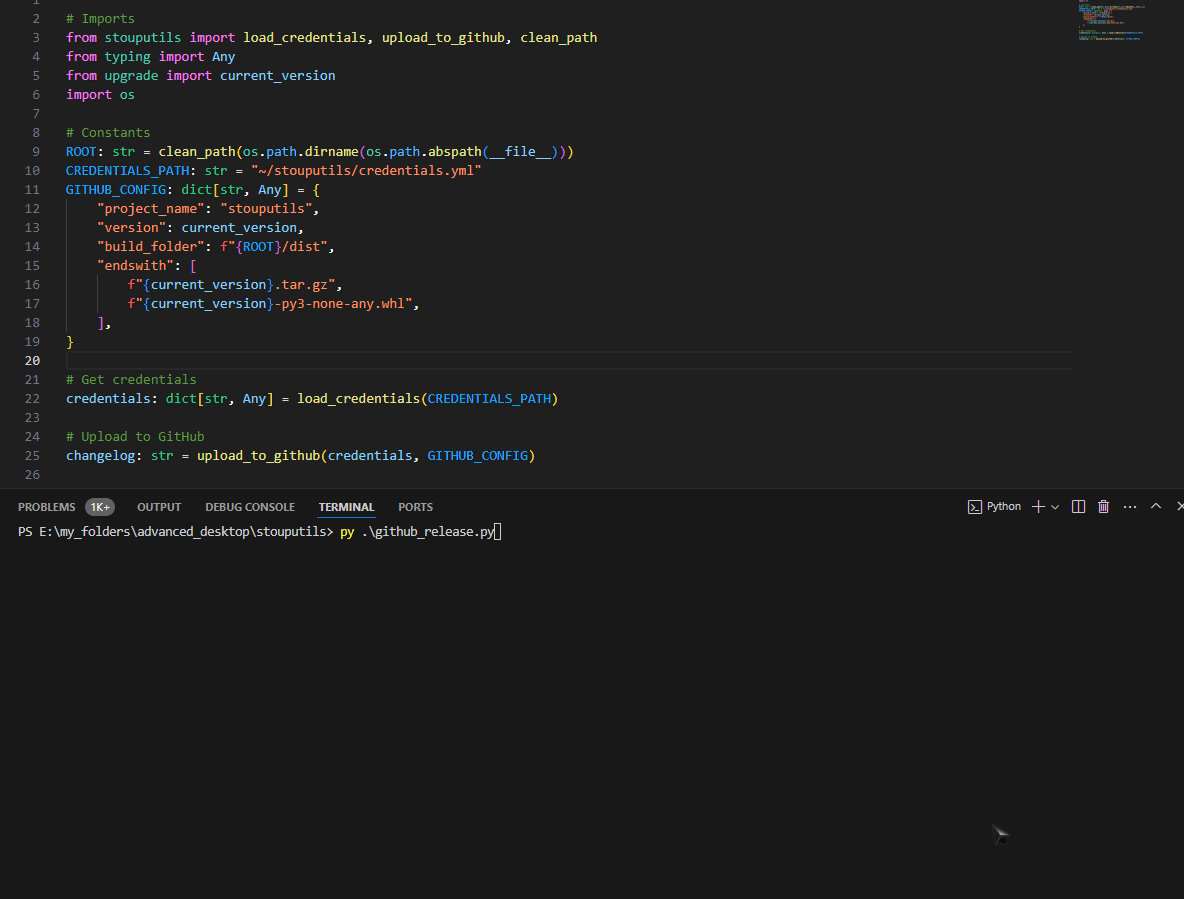 1
2 # Imports
3 from stouputils import load_credentials, upload_to_github, clean_path
4 from typing import Any
5 from upgrade import current_version
6 import os
7
8 # Constants
9 ROOT: str = clean_path(os.path.dirname(os.path.abspath(__file__)))
10 CREDENTIALS_PATH: str = "~/stouputils/credentials.yml"
11 GITHUB_CONFIG: dict[str, Any] = {
12 "project_name": "stouputils",
13 "version": current_version,
14 "build_folder": f"{ROOT}/dist",
15 "endswith": [
16 f"{current_version}.tar.gz",
17 f"{current_version}-py3-none-any.whl",
18 ],
19 }
20
21 # Get credentials
22 credentials: dict[str, Any] = load_credentials(CREDENTIALS_PATH)
23
24 # Upload to GitHub
25 changelog: str = upload_to_github(credentials, GITHUB_CONFIG)
26
PROBLEMS 1K+ OUTPUT DEBUG CONSOLE TERMINAL PORTS Python
PS E:\my_folders\advanced_desktop\stouputils> py .\github_release.py